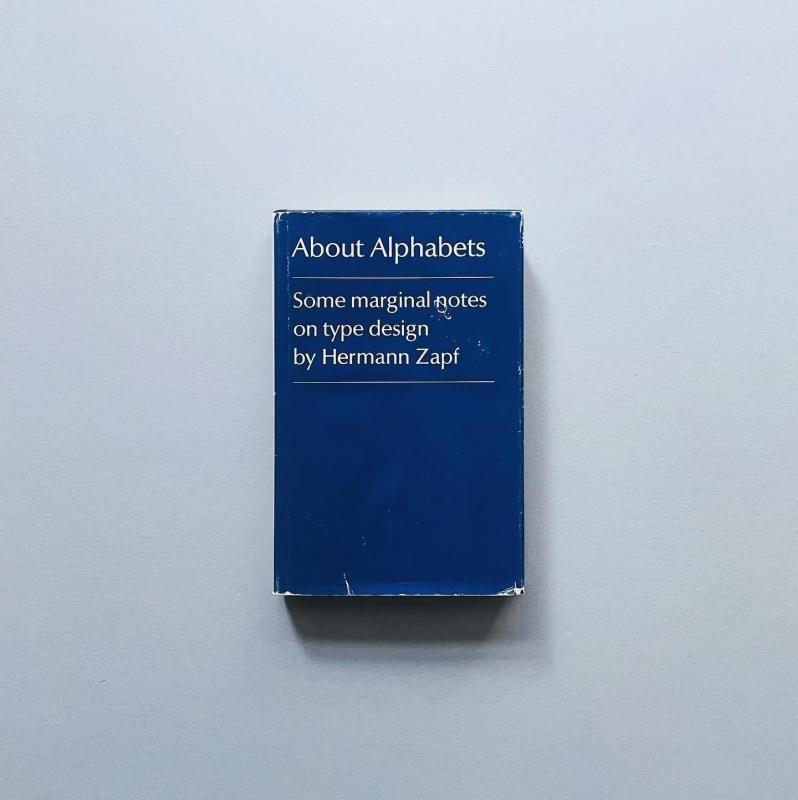 About Alphabets
Some marginal notes
on type design
by Hermann Zapf